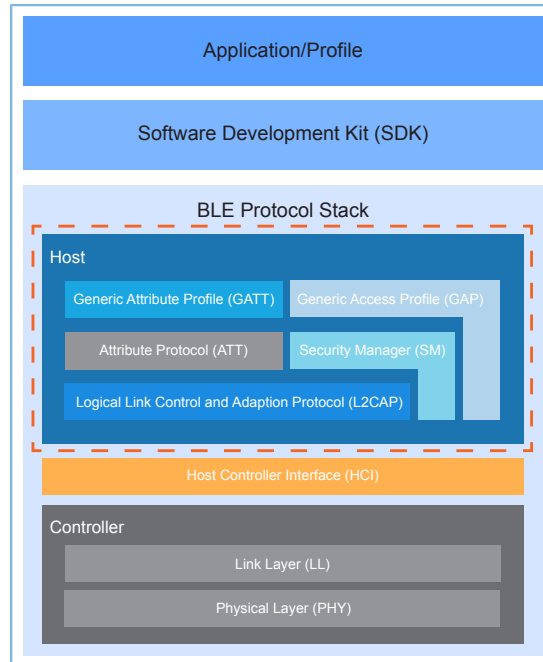 Application/Profile
Software Development Kit (SDK)
BLE Protocol Stack
Host
Generic Attribute Profile (GATT)
Generic Access Profile (GAP)
Attribute Protocol (ATT)
Security Manager (SM)
Logical Link Control and Adaption Protocol (L2CAP)
Host Controller Interface (HCI)
Controller
Link Layer (LL)
Physical Layer (PHY)